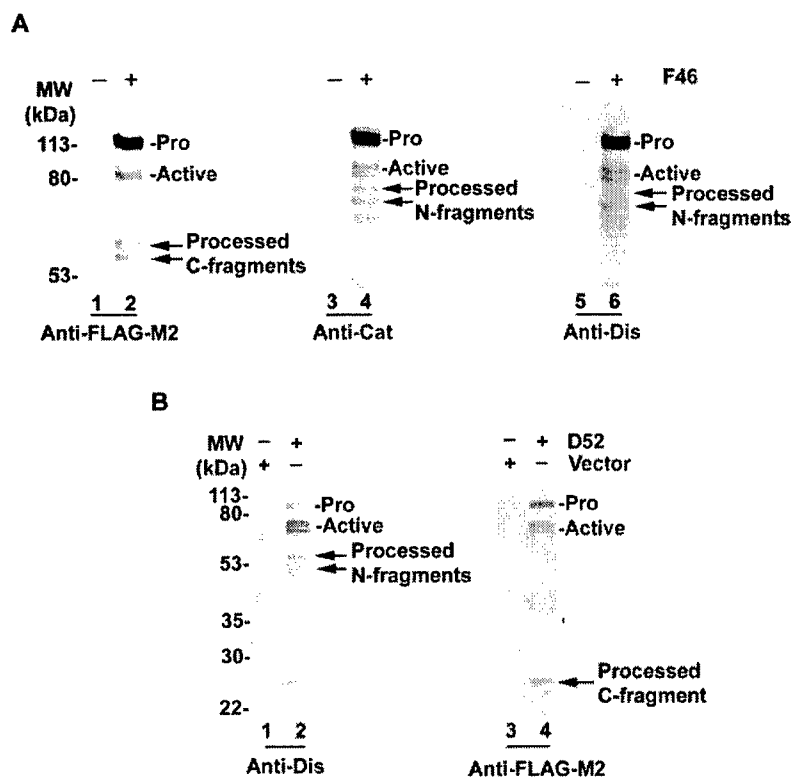 A
MW
(kDa)
113-
80-
53-
– +
-Pro
-Active
Processed
C-fragments
1 2
Anti-FLAG-M2
– +
-Pro
-Active
Processed
N-fragments
3 4
Anti-Cat
– + F46
-Pro
-Active
Processed
N-fragments
5 6
Anti-Dis
B
MW – +
(kDa) + –
113-
80-
53-
35-
30-
22-
-Pro
-Active
Processed
N-fragments
1 2
Anti-Dis
– + D52
+ – Vector
-Pro
-Active
Processed
C-fragment
3 4
Anti-FLAG-M2